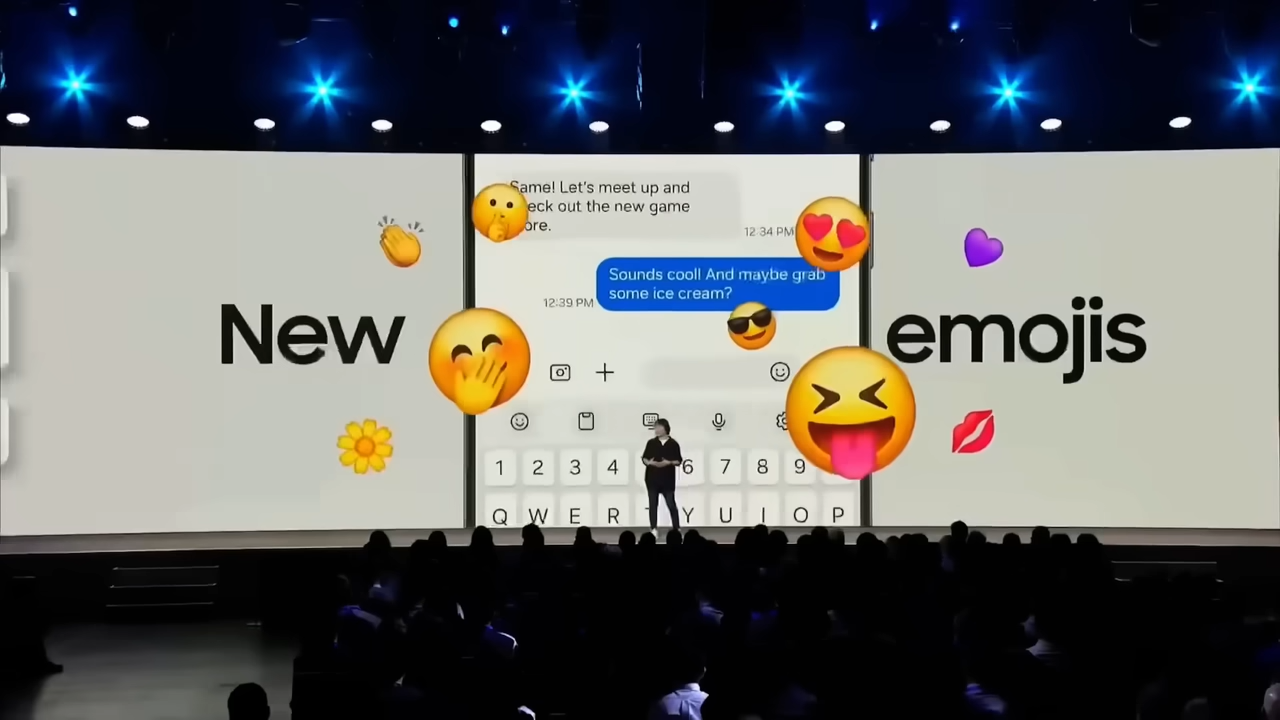 Same! Let's meet up and
eck out the new game
ore.
12:34 PM
Sounds cool! And maybe grab
some ice cream?
12:39 PM
New
emojis
1 2 3 4 6 7 8 9
Q W E R Y U I O P